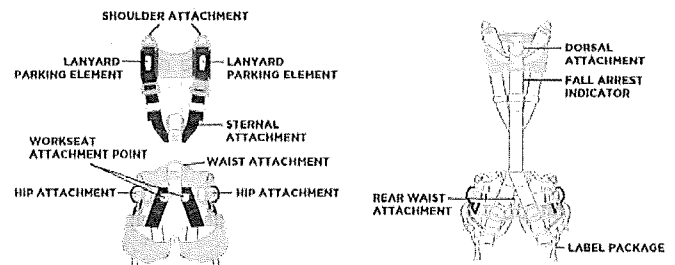 SHOULDER ATTACHMENT
LANYARD
PARKING ELEMENT
LANYARD
PARKING ELEMENT
STERNAL
ATTACHMENT
WORKSEAT
ATTACHMENT POINT
WAIST ATTACHMENT
HIP ATTACHMENT
HIP ATTACHMENT
DORSAL
ATTACHMENT
FALL ARREST
INDICATOR
REAR WAIST
ATTACHMENT
LABEL PACKAGE